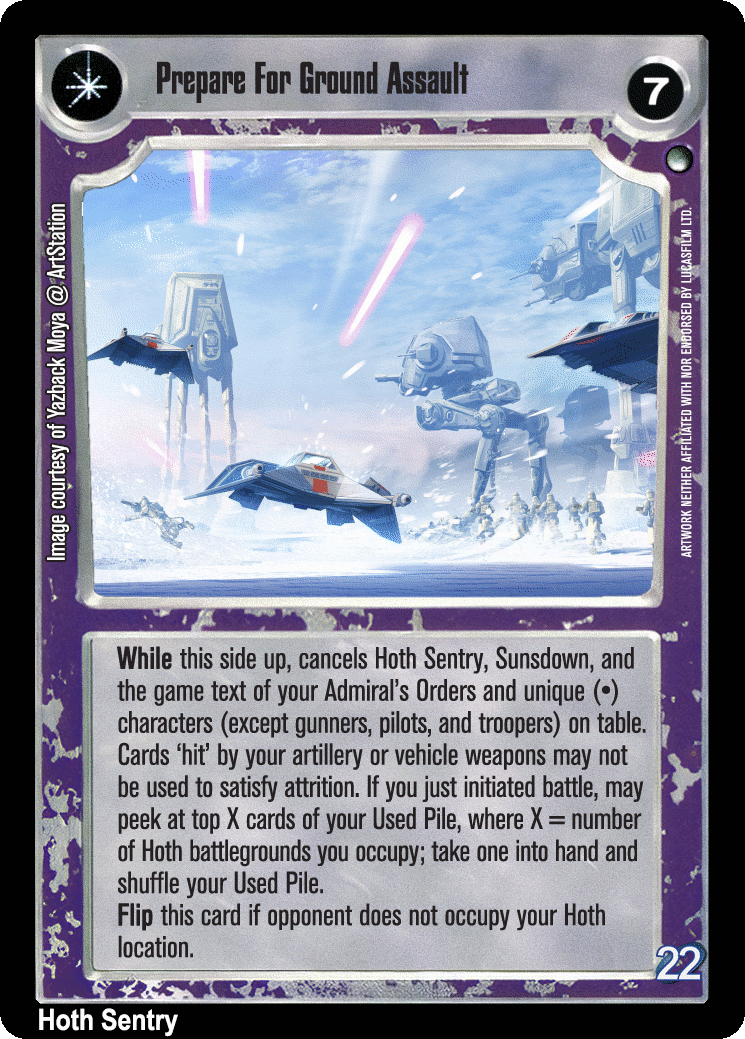 Prepare For Ground Assault
7
Image courtesy of Yazback Moya @ ArtStation
ARTWORK NEITHER AFFILIATED WITH NOR ENDORSED BY LUCASFILM LTD.
While this side up, cancels Hoth Sentry, Sunsdown, and
the game text of your Admiral's Orders and unique (•)
characters (except gunners, pilots, and troopers) on table.
Cards 'hit' by your artillery or vehicle weapons may not
be used to satisfy attrition. If you just initiated battle, may
peek at top X cards of your Used Pile, where X = number
of Hoth battlegrounds you occupy; take one into hand and
shuffle your Used Pile.
Flip this card if opponent does not occupy your Hoth
location.
22
Hoth Sentry